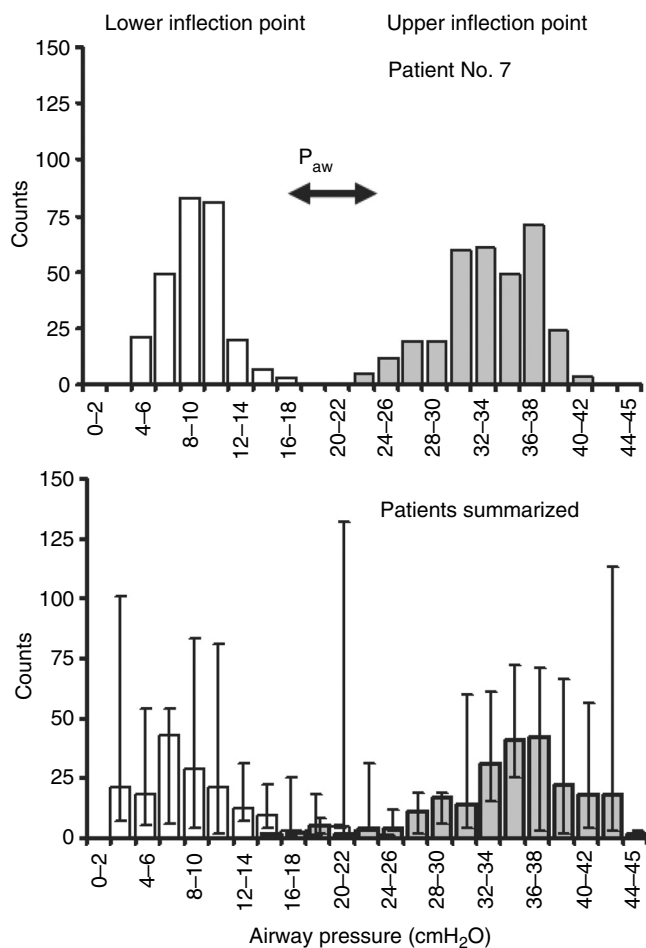 Lower inflection point Upper inflection point
150
Patient No. 7
125
100
P_aw
Counts
75
50
25
0
0–2 4–6 8–10 12–14 16–18 20–22 24–26 28–30 32–34 36–38 40–42 44–45
150
Patients summarized
125
100
Counts
75
50
25
0
0–2 4–6 8–10 12–14 16–18 20–22 24–26 28–30 32–34 36–38 40–42 44–45
Airway pressure (cmH₂O)